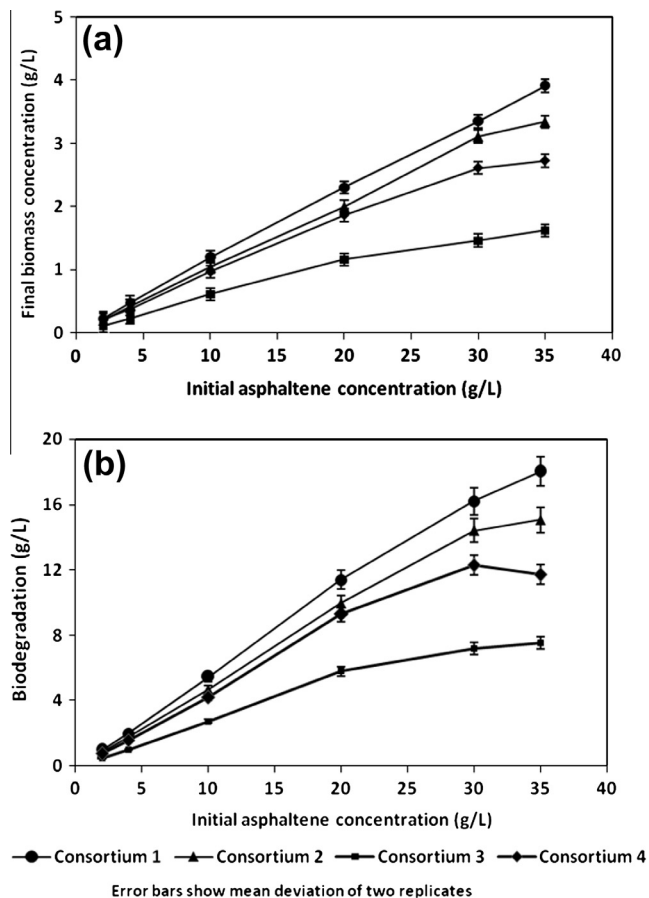 (a)
Final biomass concentration (g/L)
5
4
3
2
1
0
0 5 10 15 20 25 30 35 40
Initial asphaltene concentration (g/L)
(b)
Biodegradation (g/L)
20
16
12
8
4
0
0 5 10 15 20 25 30 35 40
Initial asphaltene concentration (g/L)
Consortium 1 Consortium 2 Consortium 3 Consortium 4
Error bars show mean deviation of two replicates